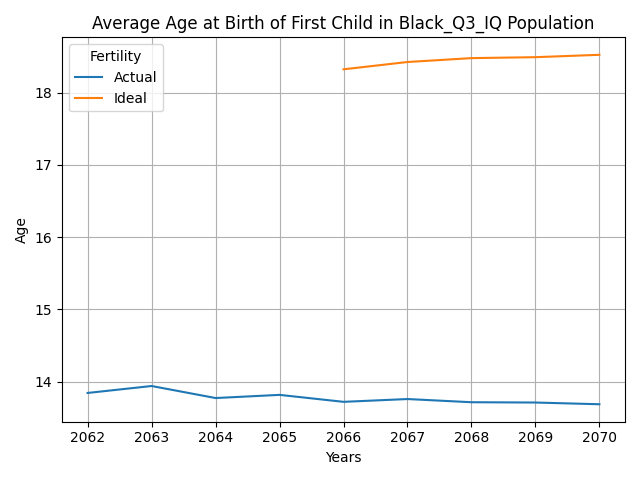 Average Age at Birth of First Child in Black_Q3_IQ Population
Fertility
Actual
Ideal
18
17
16
15
14
Age
2062 2063 2064 2065 2066 2067 2068 2069 2070
Years